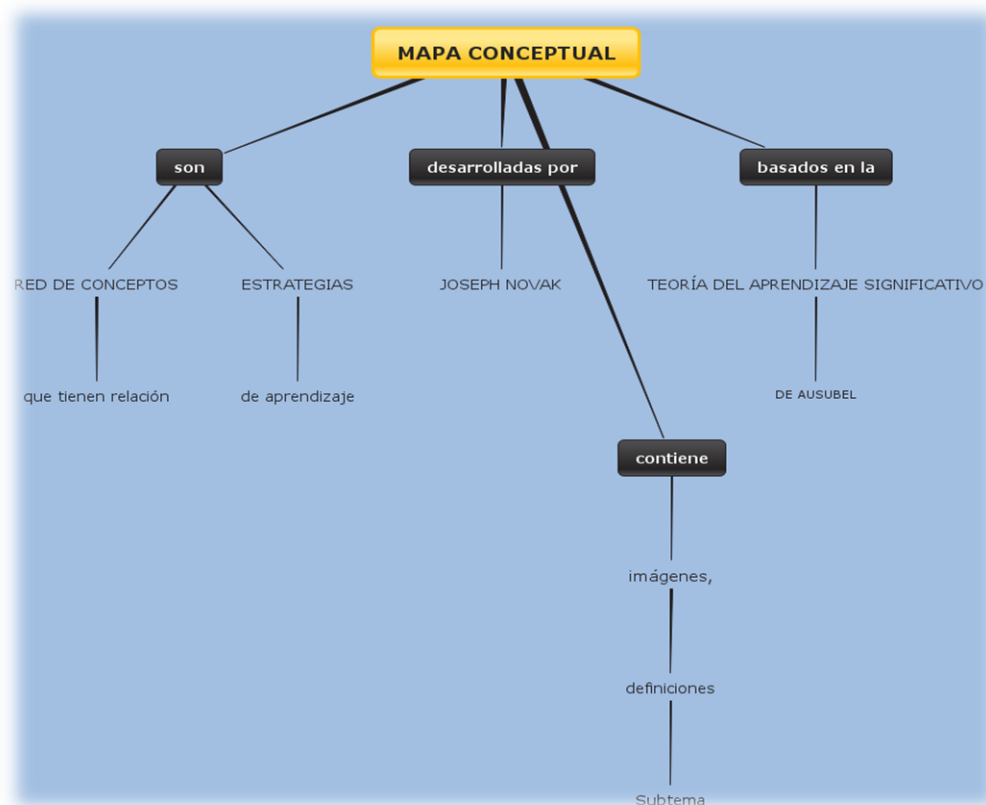 MAPA CONCEPTUAL
son
desarrolladas por
basados en la
RED DE CONCEPTOS
ESTRATEGIAS
JOSEPH NOVAK
TEORÍA DEL APRENDIZAJE SIGNIFICATIVO
que tienen relación
de aprendizaje
DE AUSUBEL
contiene
imágenes,
definiciones
Subtema